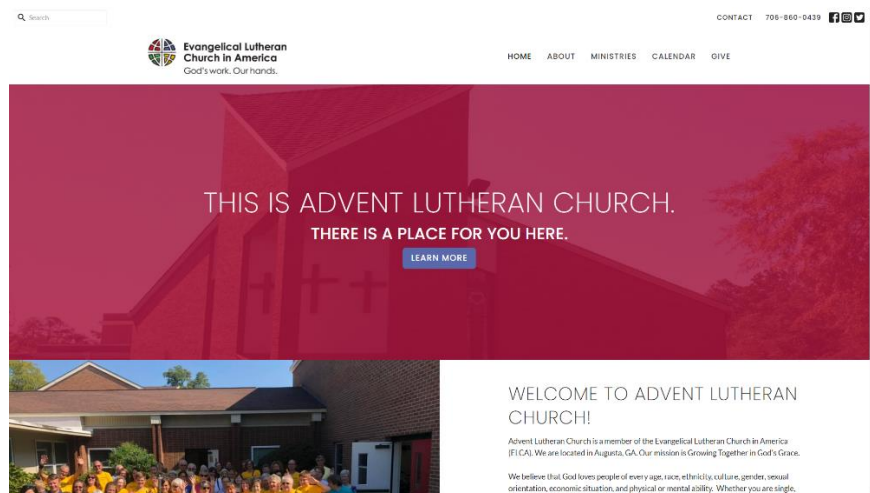 Search
CONTACT 706-860-0439
Evangelical Lutheran
Church in America
God's work. Our hands.
HOME ABOUT MINISTRIES CALENDAR GIVE
THIS IS ADVENT LUTHERAN CHURCH.
THERE IS A PLACE FOR YOU HERE.
LEARN MORE
WELCOME TO ADVENT LUTHERAN
CHURCH!
Advent Lutheran Church is a member of the Evangelical Lutheran Church in America
(ELCA). We are located in Augusta, GA. Our mission is Growing Together in God's Grace.
We believe that God loves people of every age, race, ethnicity, culture, gender, sexual
orientation, economic situation, and physical or mental ability. Whether you are single,